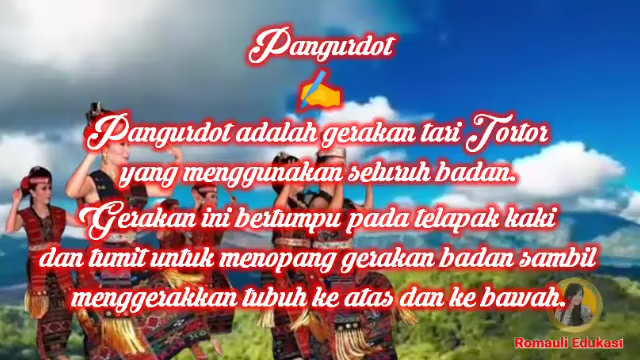 Pangurdot
✍️
Pangurdot adalah gerakan tari Tortor
yang menggunakan seluruh badan.
Gerakan ini bertumpu pada telapak kaki
dan tumit untuk menopang gerakan badan sambil
menggerakkan tubuh ke atas dan ke bawah.
Romauli Edukasi